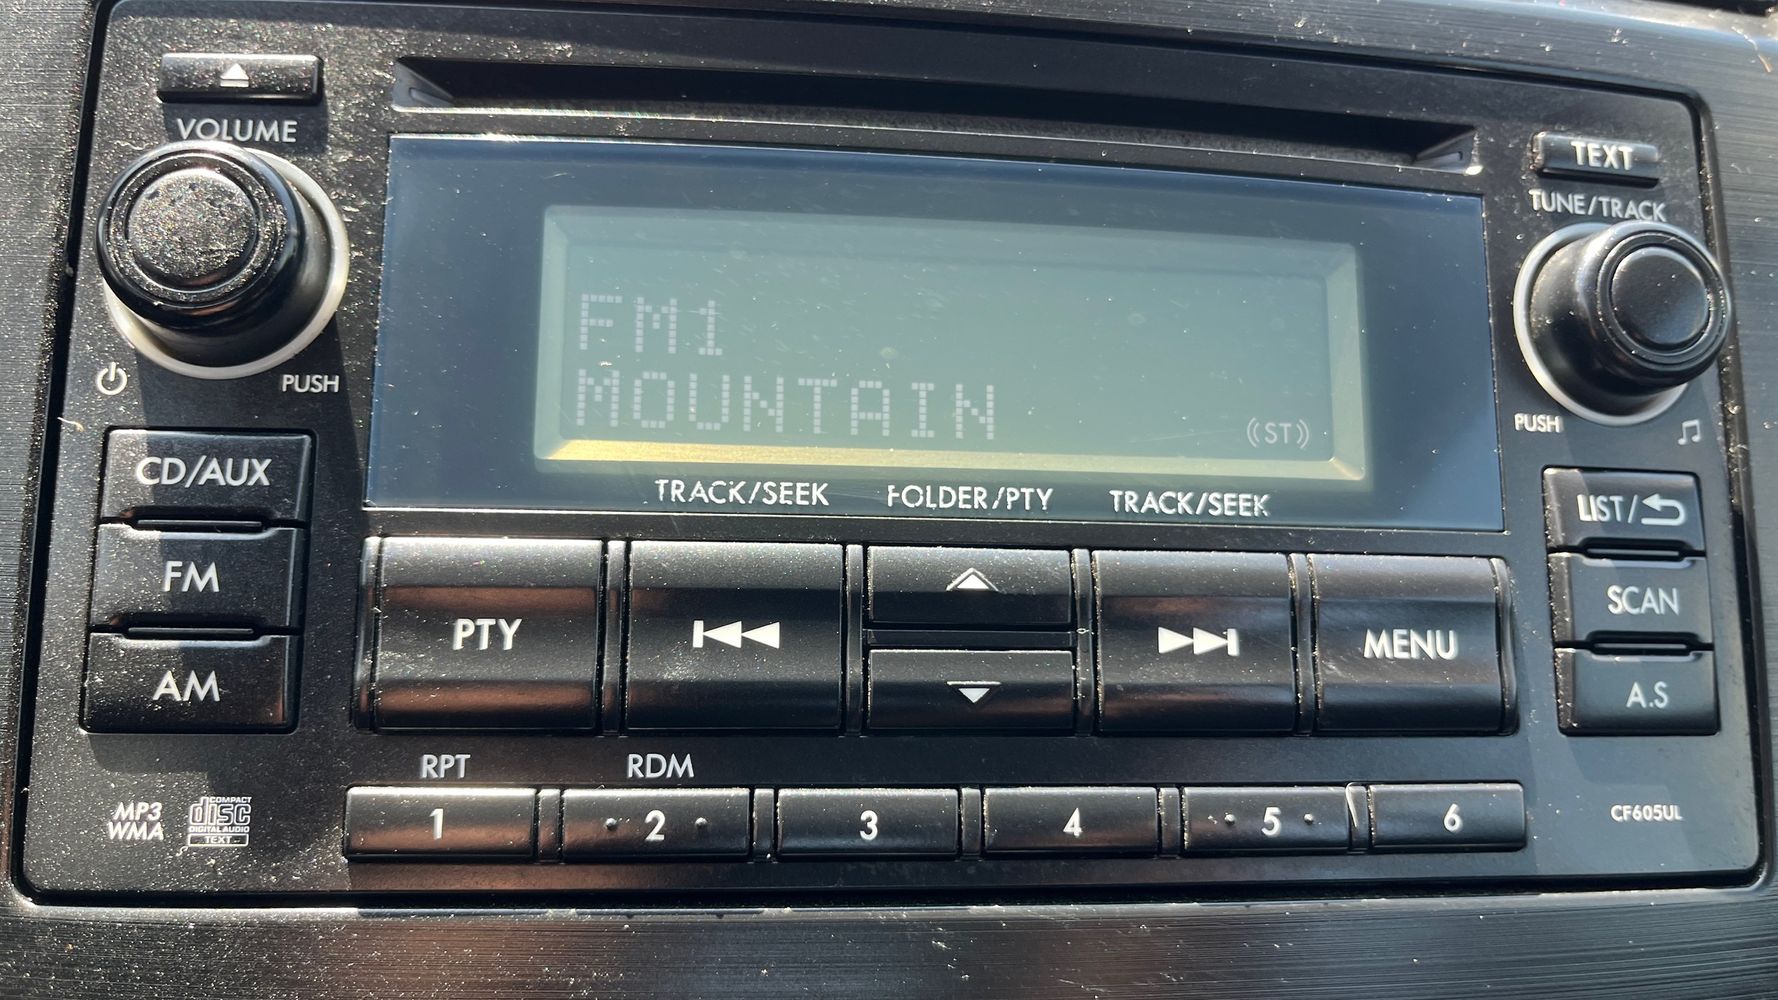 VOLUME
TEXT
TUNE/TRACK
FM1
MOUNTAIN
((ST))
PUSH
PUSH
TRACK/SEEK FOLDER/PTY TRACK/SEEK
CD/AUX
FM
AM
PTY
MENU
LIST/
SCAN
A.S
RPT RDM
1 2 3 4 5 6
MP3
WMA
COMPACT
disc
DIGITAL AUDIO
TEXT
CF605UL